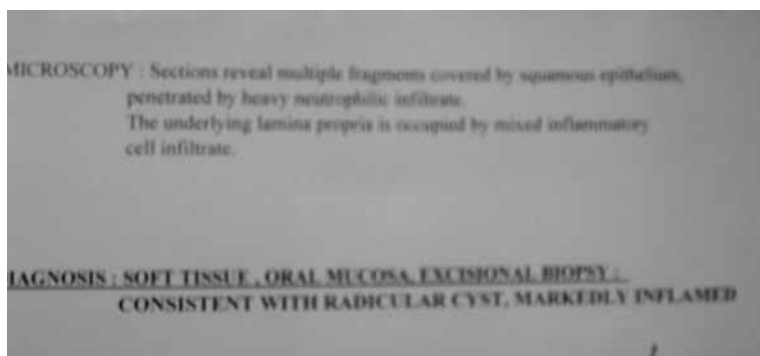 MICROSCOPY : Sections reveal multiple fragments covered by squamous epithelium,
penetrated by heavy neutrophilic infiltrate.
The underlying lamina propris is occupied by mixed inflammatory
cell infiltrate.
IAGNOSIS : SOFT TISSUE , ORAL MUCOSA, EXCISIONAL BIOPSY :
CONSISTENT WITH RADICULAR CYST, MARKEDLY INFLAMED